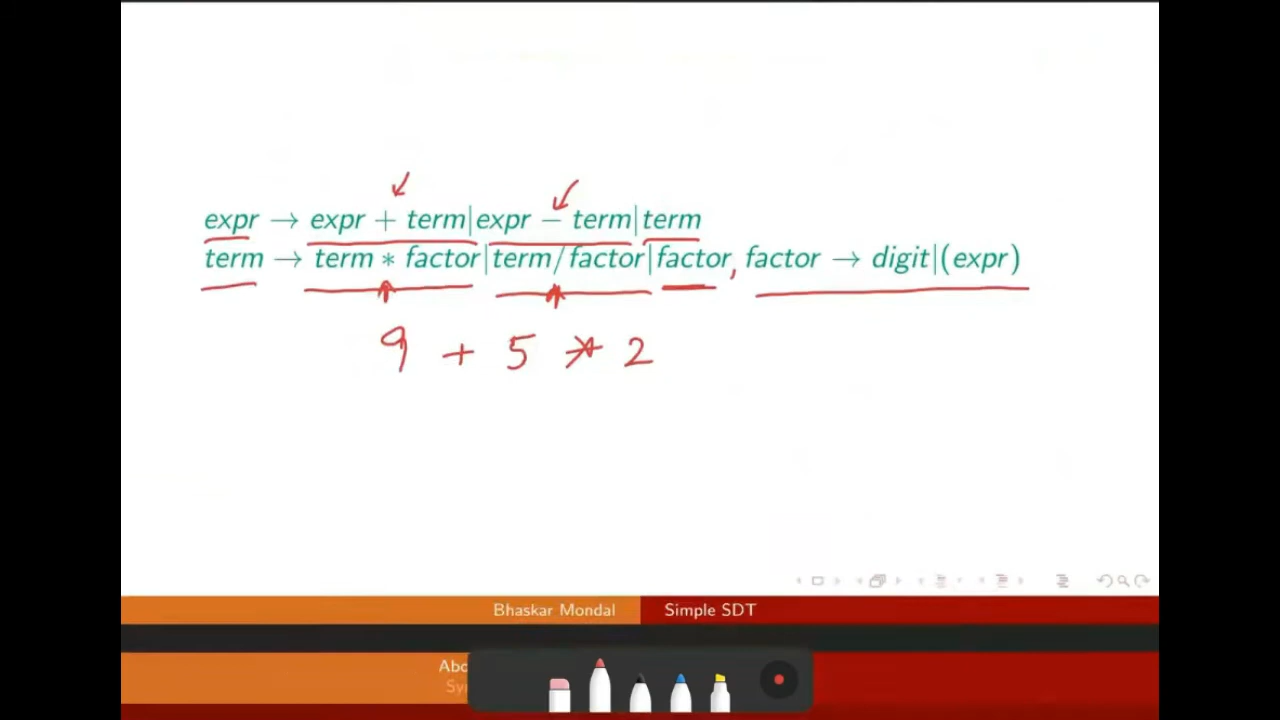 expr → expr + term|expr − term|term
term → term ∗ factor|term/factor|factor, factor → digit|(expr)
9 + 5 * 2
Bhaskar Mondal Simple SDT